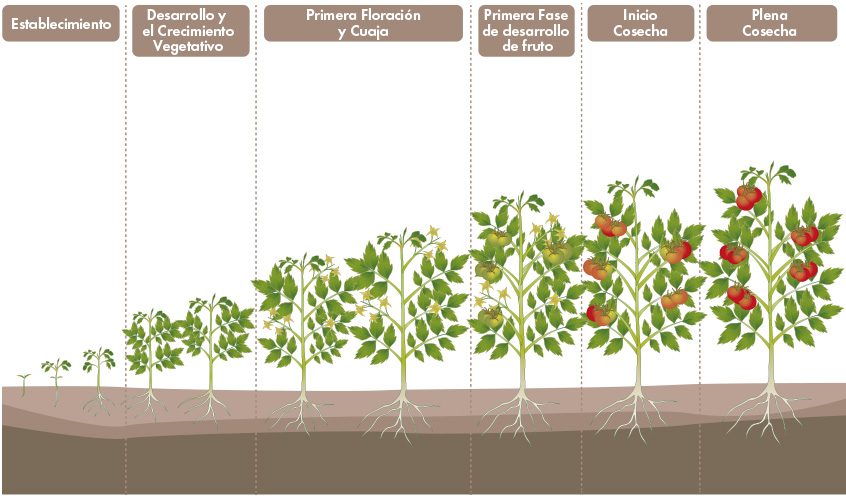 Establecimiento
Desarrollo y
el Crecimiento
Vegetativo
Primera Floración
y Cuaja
Primera Fase
de desarrollo
de fruto
Inicio
Cosecha
Plena
Cosecha